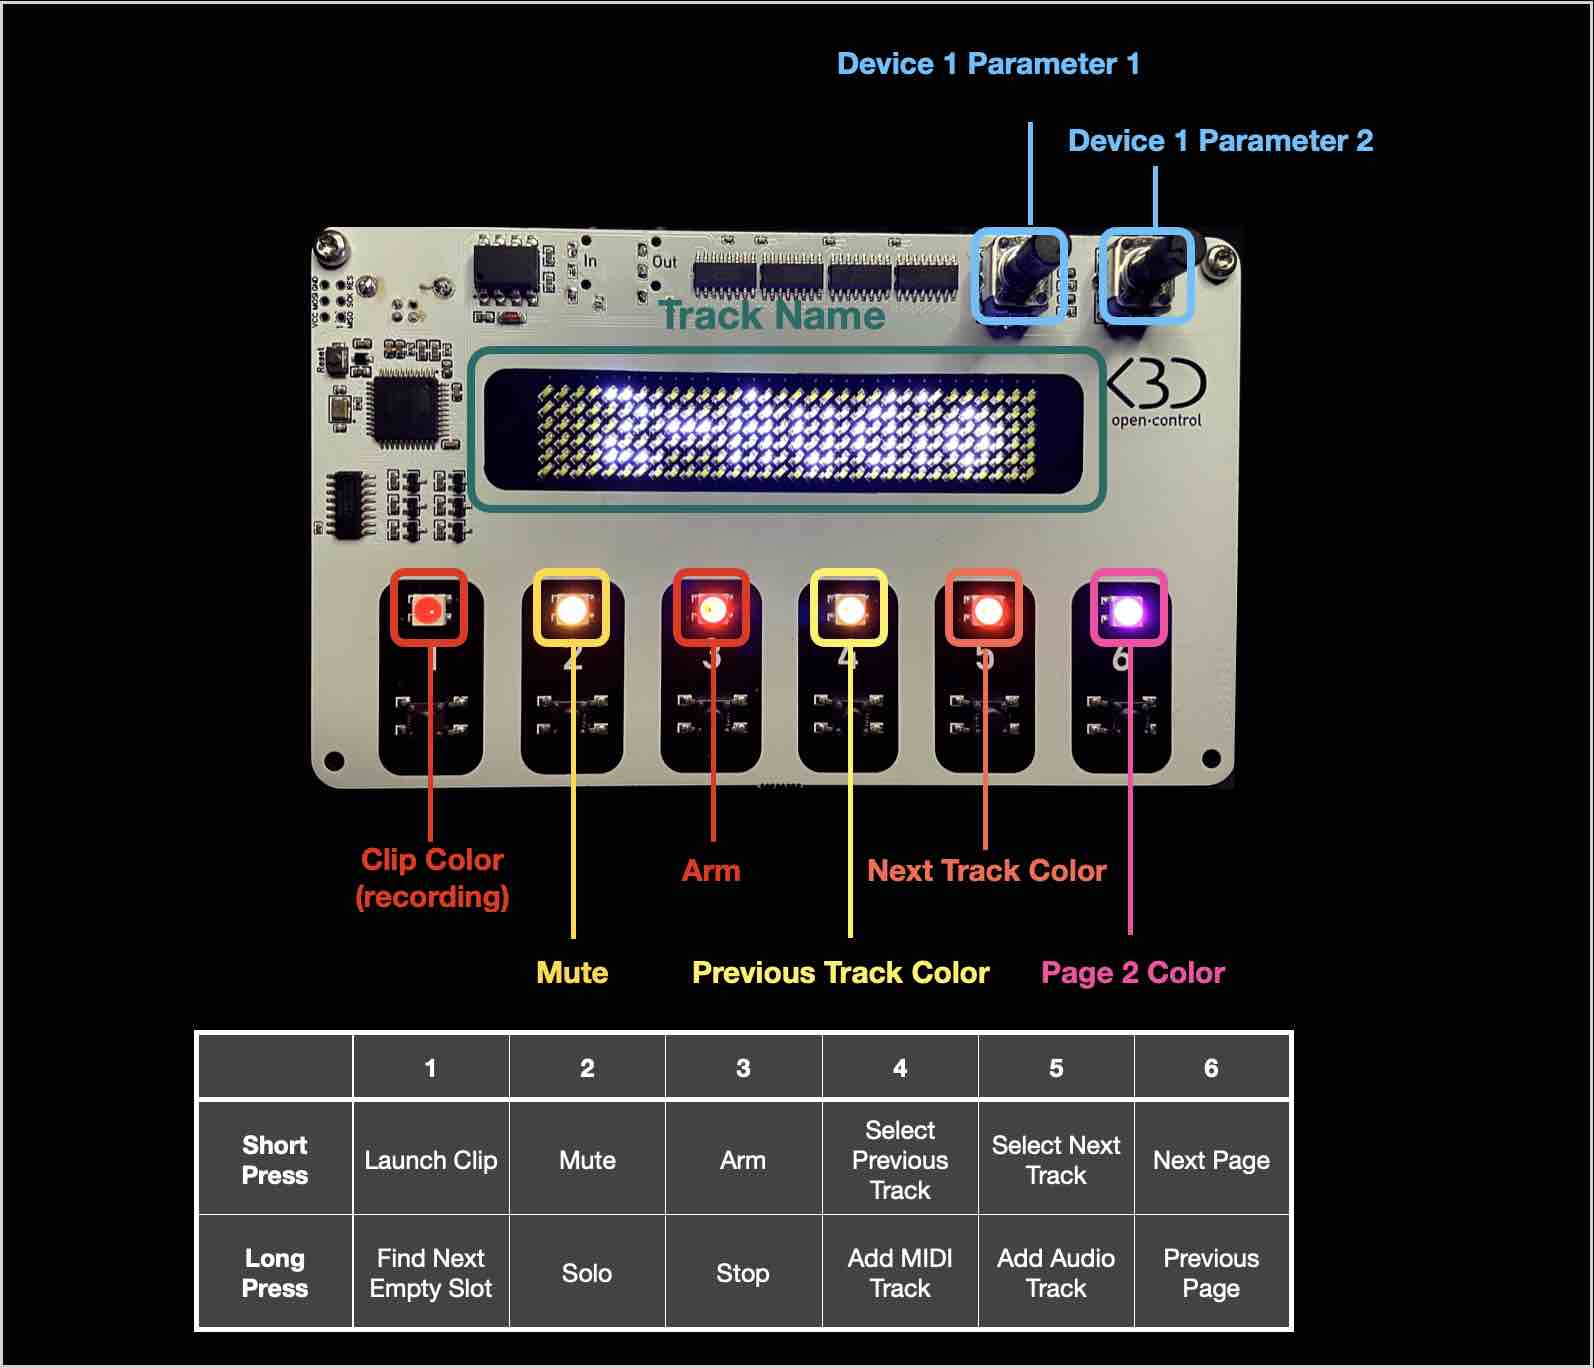 Device 1 Parameter 1
Device 1 Parameter 2
In
Out
Track Name
Reset
open·control
1
2
3
4
5
6
Clip Color
(recording)
Arm
Next Track Color
Mute
Previous Track Color
Page 2 Color
1 2 3 4 5 6
Short
Press
Launch Clip
Mute
Arm
Select
Previous
Track
Select Next
Track
Next Page
Long
Press
Find Next
Empty Slot
Solo
Stop
Add MIDI
Track
Add Audio
Track
Previous
Page